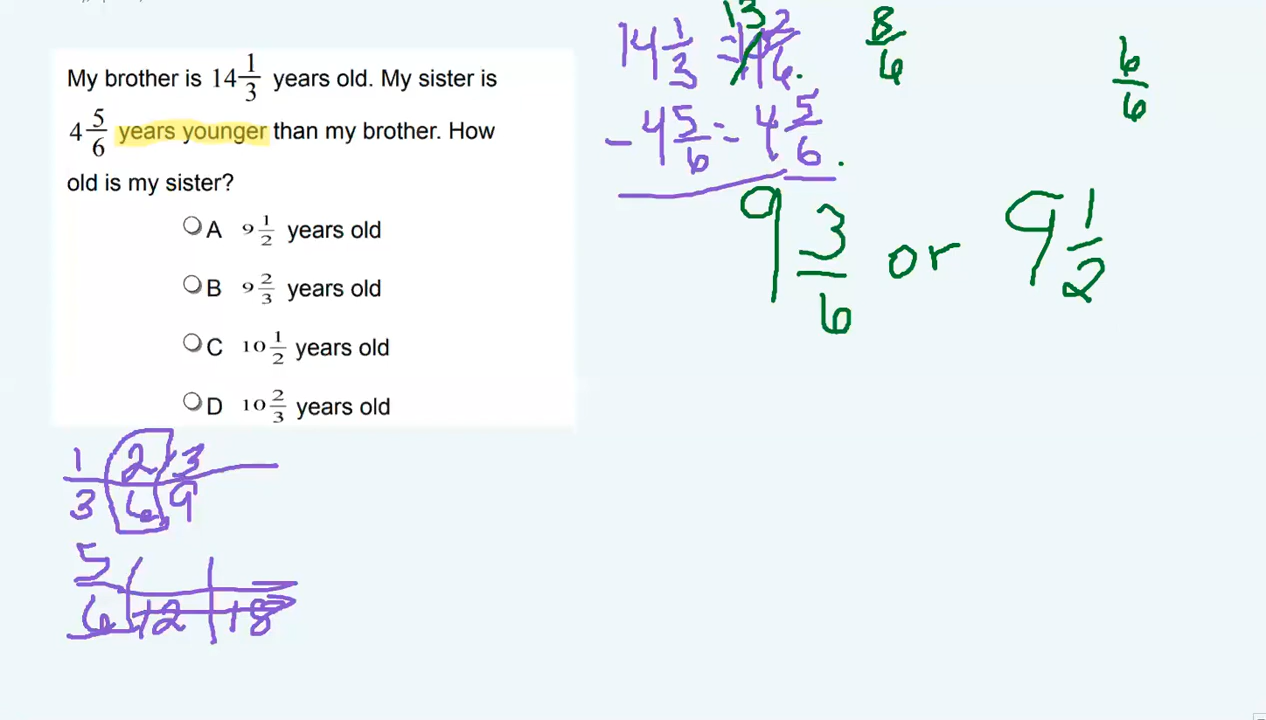 My brother is 14 1/3 years old. My sister is
4 5/6 years younger than my brother. How
old is my sister?
A 9 1/2 years old
B 9 2/3 years old
C 10 1/2 years old
D 10 2/3 years old
13
14 1/3 = 14 2/6
- 4 5/6 = 4 5/6
8/6
6/6
9 3/6 or 9 1/2
1 2 3
3 6 9
5
6 12 18